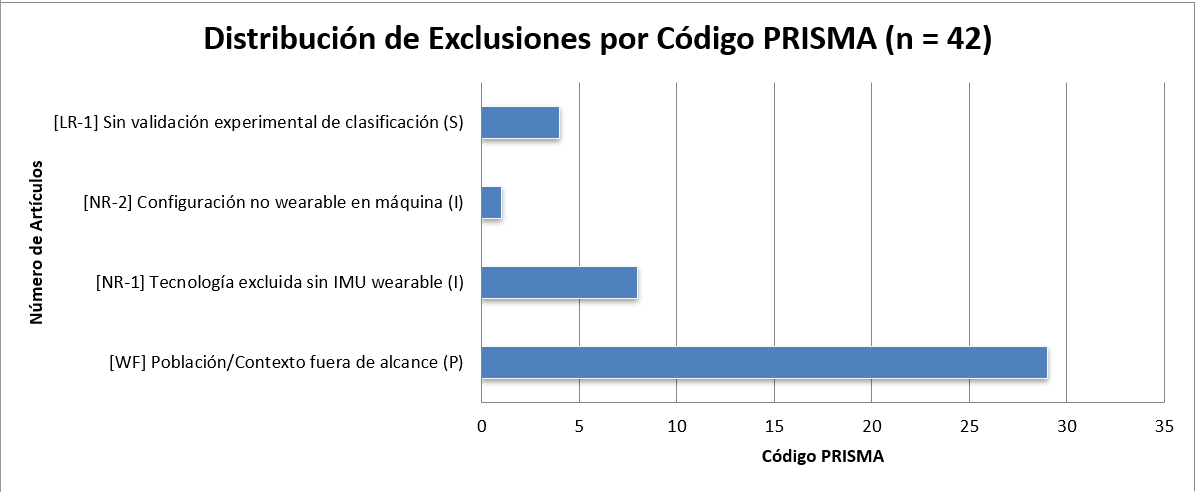 Distribución de Exclusiones por Código PRISMA (n = 42)
[LR-1] Sin validación experimental de clasificación (S)
[NR-2] Configuración no wearable en máquina (I)
[NR-1] Tecnología excluida sin IMU wearable (I)
[WF] Población/Contexto fuera de alcance (P)
Número de Artículos
0 5 10 15 20 25 30 35
Código PRISMA